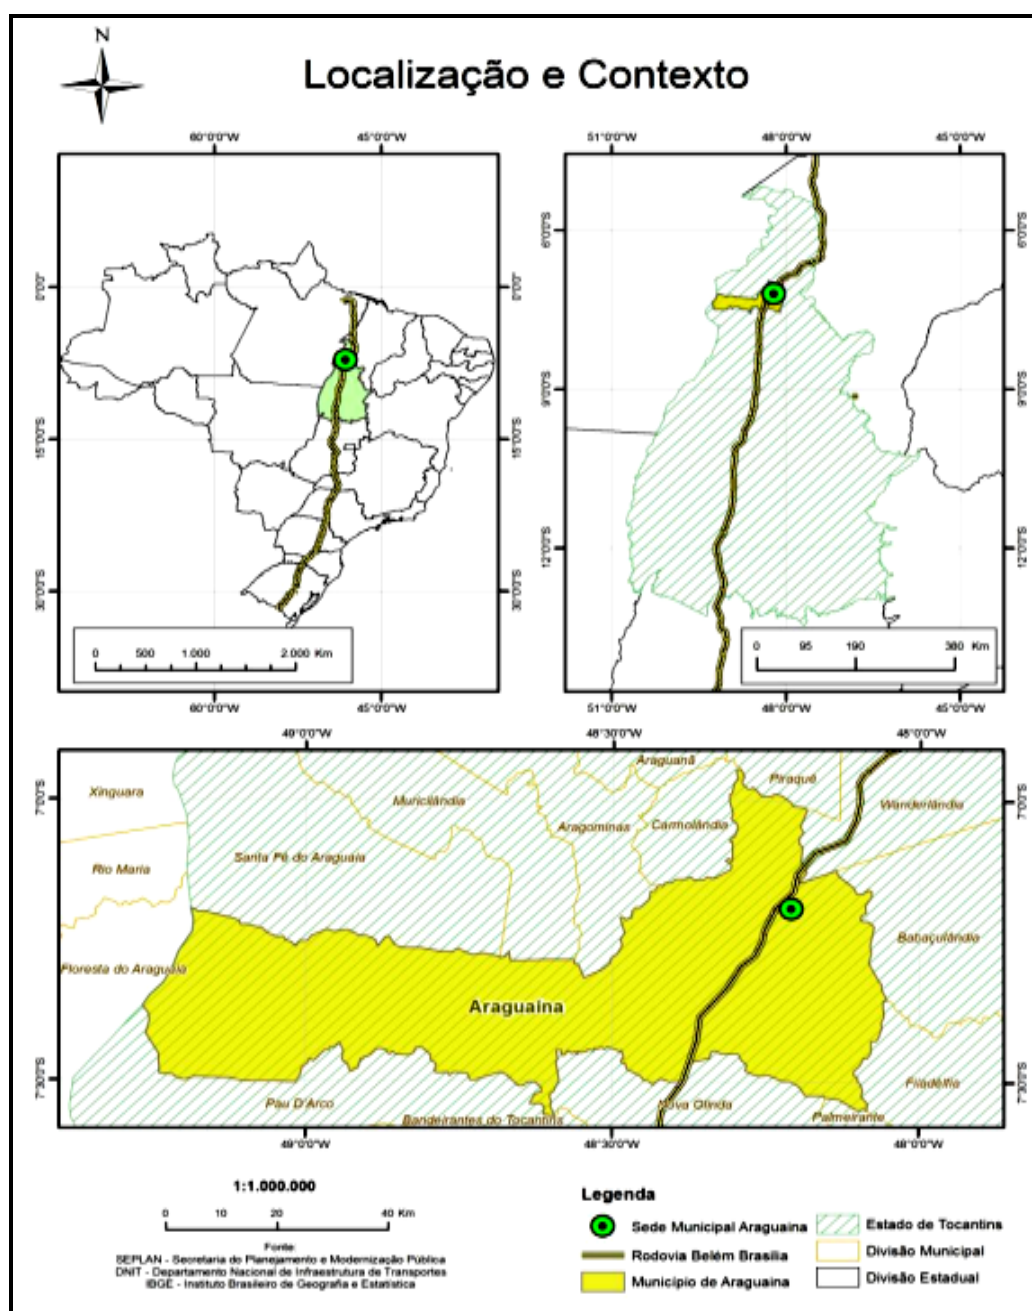 N
Localização e Contexto
60°0'0"W 45°0'0"W
51°0'0"W 48°0'0"W 45°0'0"W
0°0'0" 0°0'0"
15°0'0"S 15°0'0"S
30°0'0"S 30°0'0"S
6°0'0"S 6°0'0"S
9°0'0"S 9°0'0"S
12°0'0"S 12°0'0"S
0 500 1.000 2.000 Km
0 95 190 380 Km
60°0'0"W 45°0'0"W
51°0'0"W 48°0'0"W 45°0'0"W
49°0'0"W 48°30'0"W 48°0'0"W
7°0'0"S 7°0'0"S
Xinguara
Muricilândia
Araguanã
Piraquê
Wanderlândia
Aragominas
Carmolândia
Rio Maria
Santa Fé do Araguaia
Babaçulândia
Floresta do Araguaia
Araguaína
7°30'0"S 7°30'0"S
Filadélfia
Pau D'Arco
Bandeirantes do Tocantins
Nova Olinda
Palmeirante
49°0'0"W 48°30'0"W 48°0'0"W
1:1.000.000
0 10 20 40 Km
Fonte:
SEPLAN - Secretaria do Planejamento e Modernização Pública
DNIT - Departamento Nacional de Infraestrutura de Transportes
IBGE - Instituto Brasileiro de Geografia e Estatística
Legenda
Sede Municipal Araguaina
Rodovia Belém Brasília
Município de Araguaina
Estado de Tocantins
Divisão Municipal
Divisão Estadual